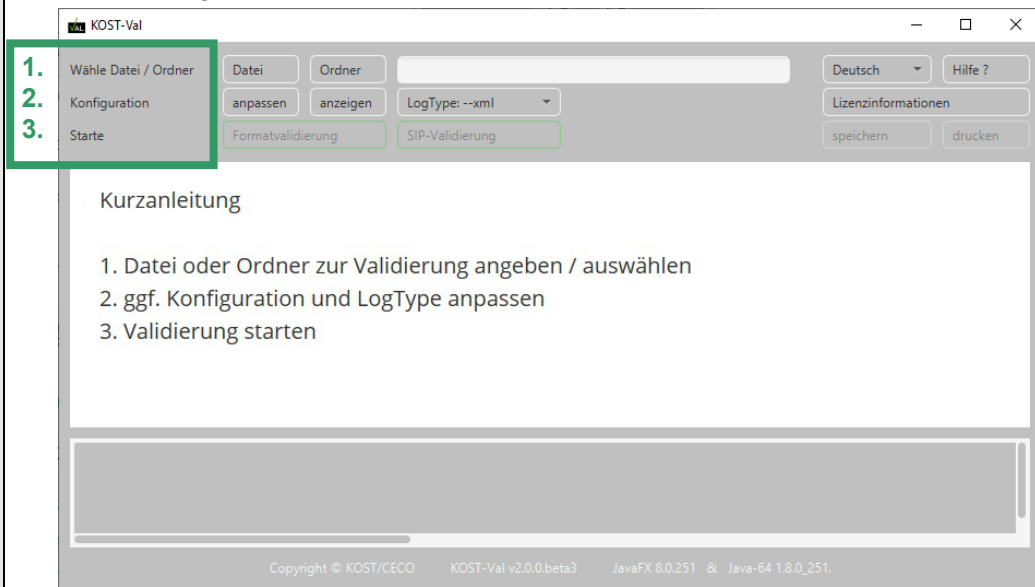 VAL KOST-Val
1. Wähle Datei / Ordner Datei Ordner Deutsch Hilfe ?
2. Konfiguration anpassen anzeigen LogType: --xml Lizenzinformationen
3. Starte Formatvalidierung SIP-Validierung speichern drucken
Kurzanleitung
1. Datei oder Ordner zur Validierung angeben / auswählen
2. ggf. Konfiguration und LogType anpassen
3. Validierung starten
Copyright © KOST/CECO KOST-Val v2.0.0.beta3 JavaFX 8.0.251 & Java-64 1.8.0_251.